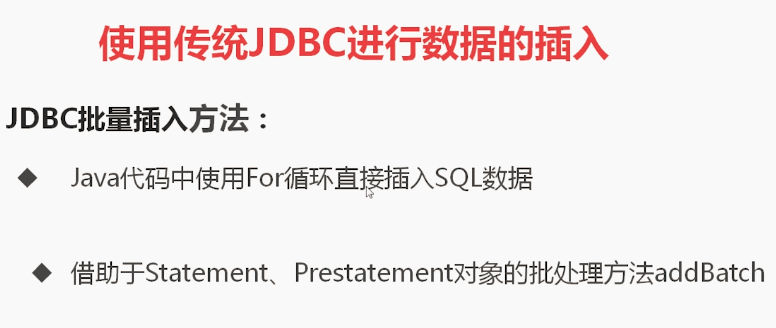 使用传统JDBC进行数据的插入
JDBC批量插入方法：
Java代码中使用For循环直接插入SQL数据
借助于Statement、Prestatement对象的批处理方法addBatch